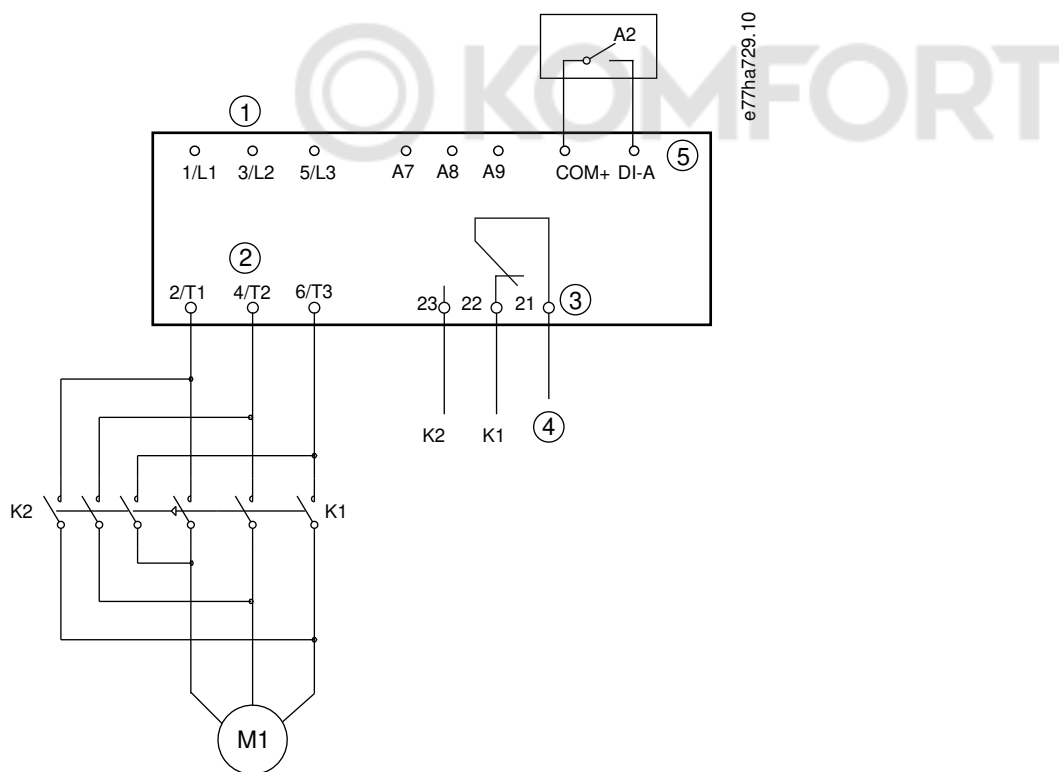 A2
e77ha729.10
KOMFORT
1
5
1/L1 3/L2 5/L3 A7 A8 A9 COM+ DI-A
2
2/T1 4/T2 6/T3 23 22 21 3
K2 K1 4
K2 K1
M1